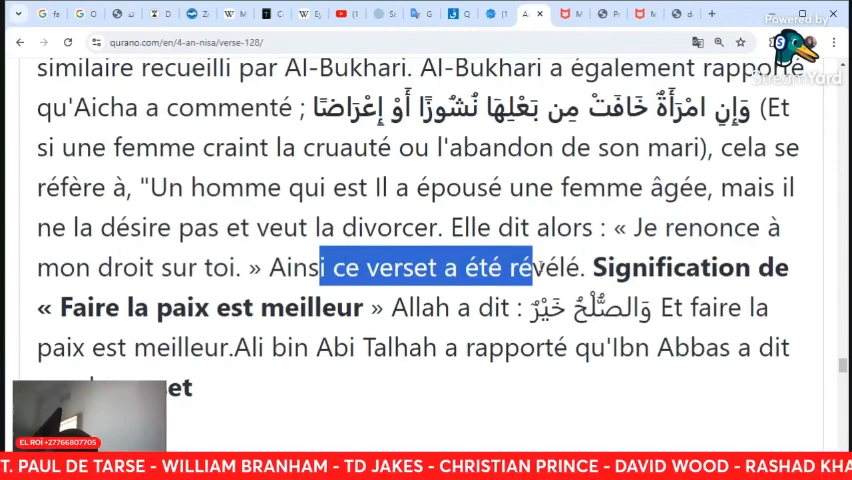 qurano.com/en/4-an-nisa/verse-128/
Powered by
StreamYard
similaire recueilli par Al-Bukhari. Al-Bukhari a également rapporté
qu'Aicha a commenté ; وَإِنِ امْرَأَةٌ خَافَتْ مِن بَعْلِهَا نُشُوزًا أَوْ إِعْرَاضًا (Et
si une femme craint la cruauté ou l'abandon de son mari), cela se
réfère à, "Un homme qui est Il a épousé une femme âgée, mais il
ne la désire pas et veut la divorcer. Elle dit alors : « Je renonce à
mon droit sur toi. » Ainsi ce verset a été révélé. Signification de
« Faire la paix est meilleur » Allah a dit : وَالصُّلْحُ خَيْرٌ Et faire la
paix est meilleur.Ali bin Abi Talhah a rapporté qu'Ibn Abbas a dit
EL ROI +27766807705
T. PAUL DE TARSE - WILLIAM BRANHAM - TD JAKES - CHRISTIAN PRINCE - DAVID WOOD - RASHAD KHA